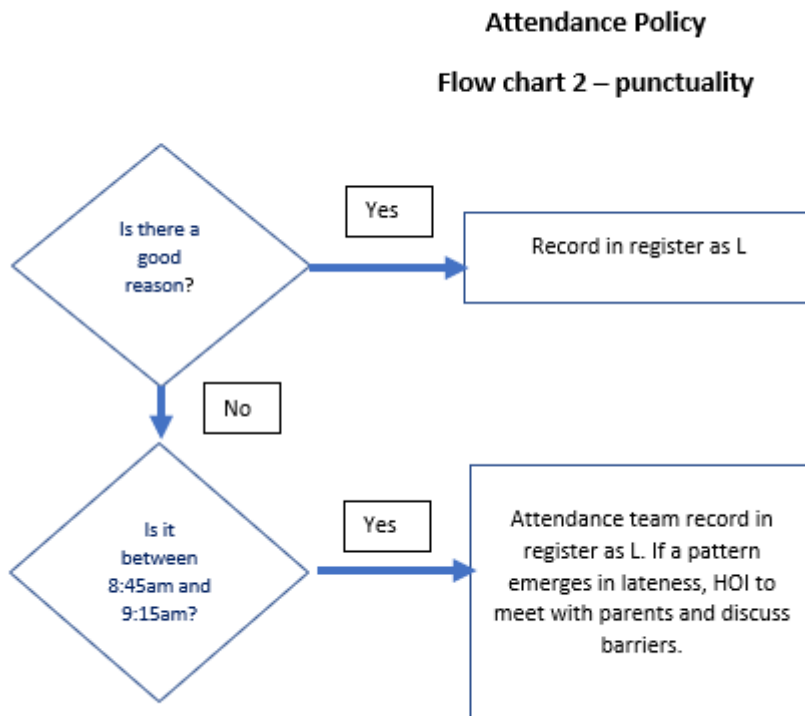 Attendance Policy
Flow chart 2 – punctuality
Is there a
good
reason?
Yes
Record in register as L
No
Is it
between
8:45am and
9:15am?
Yes
Attendance team record in
register as L. If a pattern
emerges in lateness, HOI to
meet with parents and discuss
barriers.